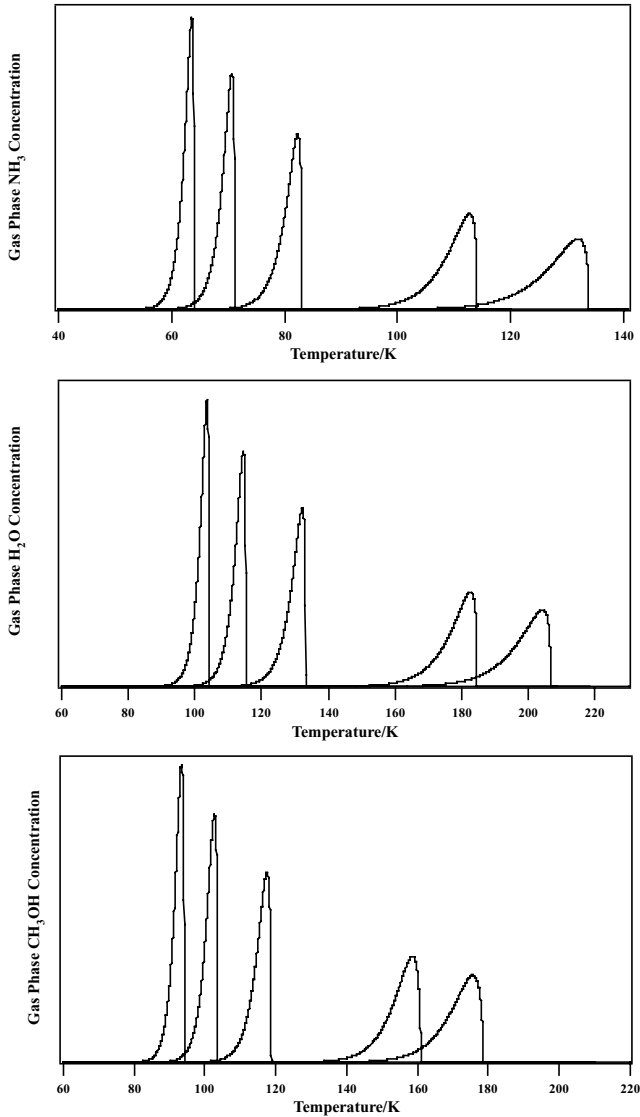 Gas Phase NH3 Concentration
40 60 80 100 120 140
Temperature/K
Gas Phase H2O Concentration
60 80 100 120 140 160 180 200 220
Temperature/K
Gas Phase CH3OH Concentration
60 80 100 120 140 160 180 200 220
Temperature/K